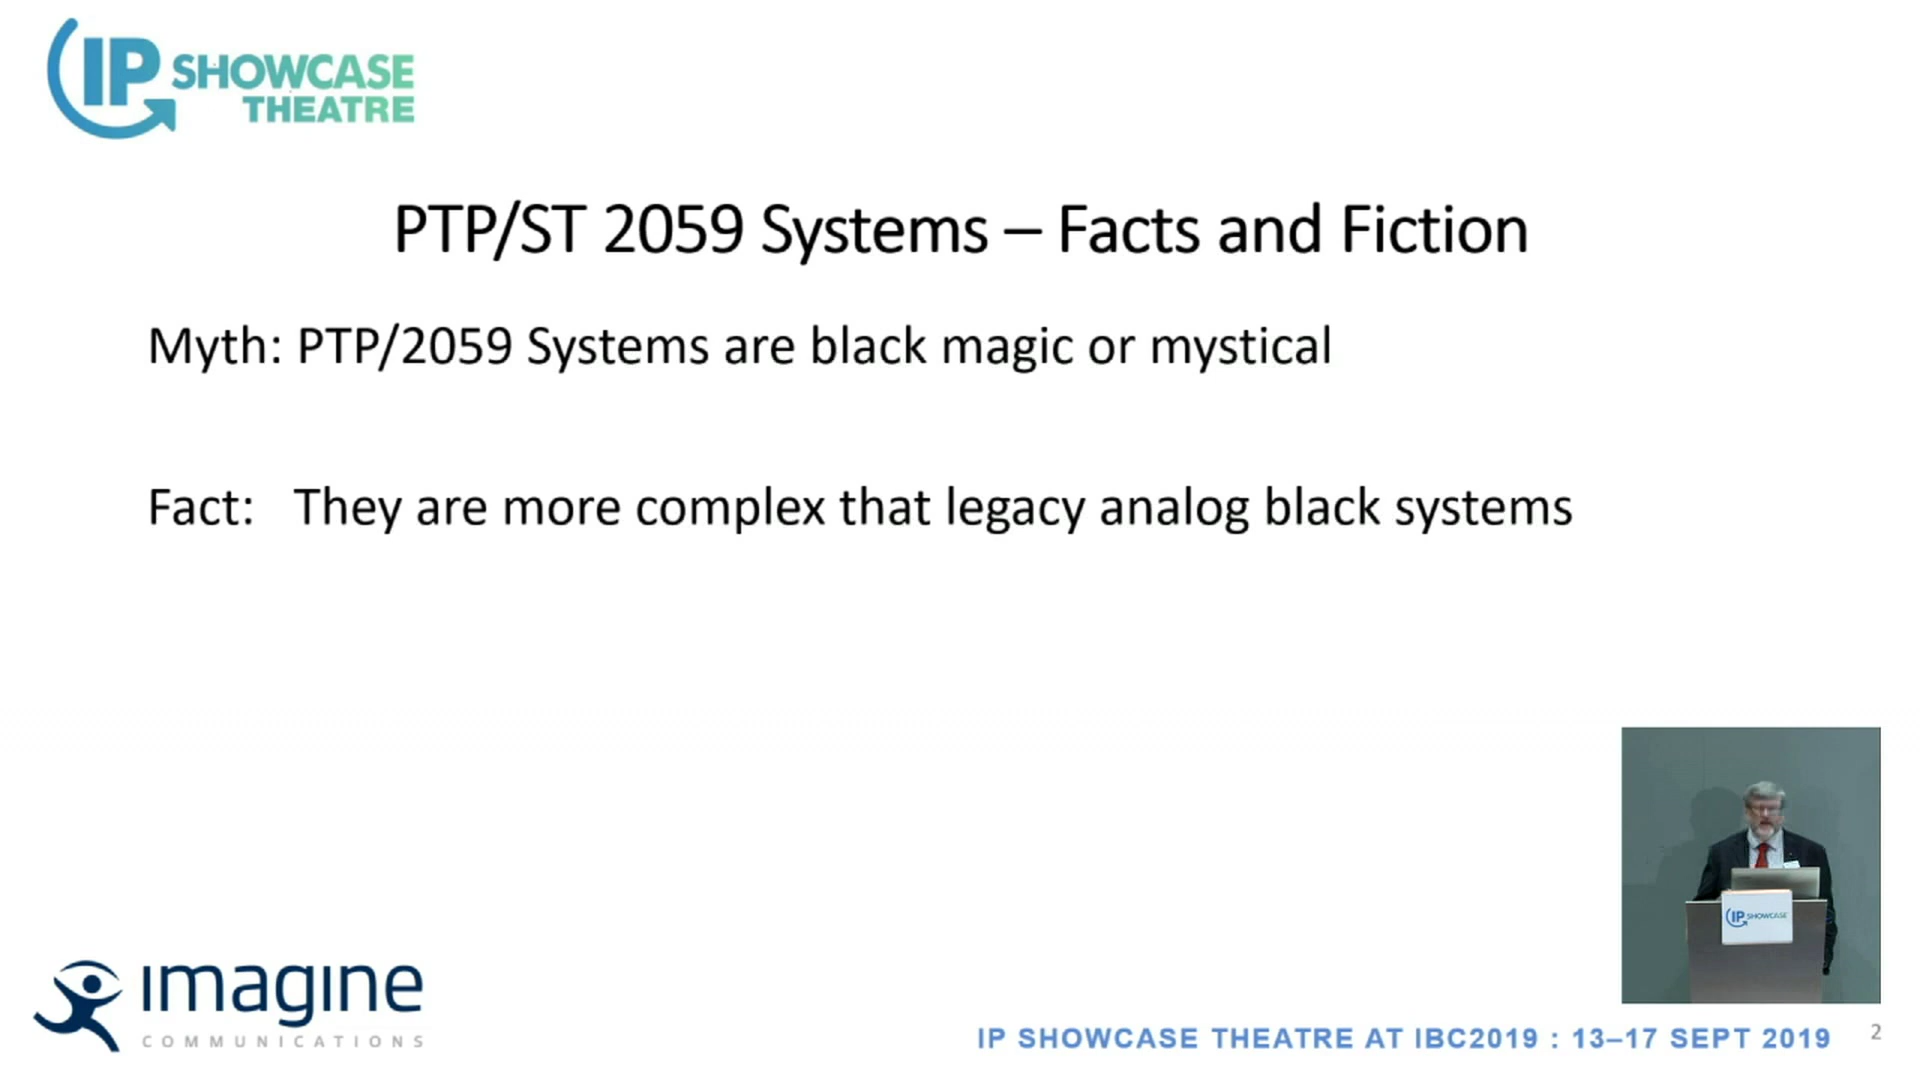 IP SHOWCASE
THEATRE
PTP/ST 2059 Systems – Facts and Fiction
Myth: PTP/2059 Systems are black magic or mystical
Fact: They are more complex that legacy analog black systems
IP SHOWCASE
imagine
COMMUNICATIONS
IP SHOWCASE THEATRE AT IBC2019 : 13–17 SEPT 2019
2